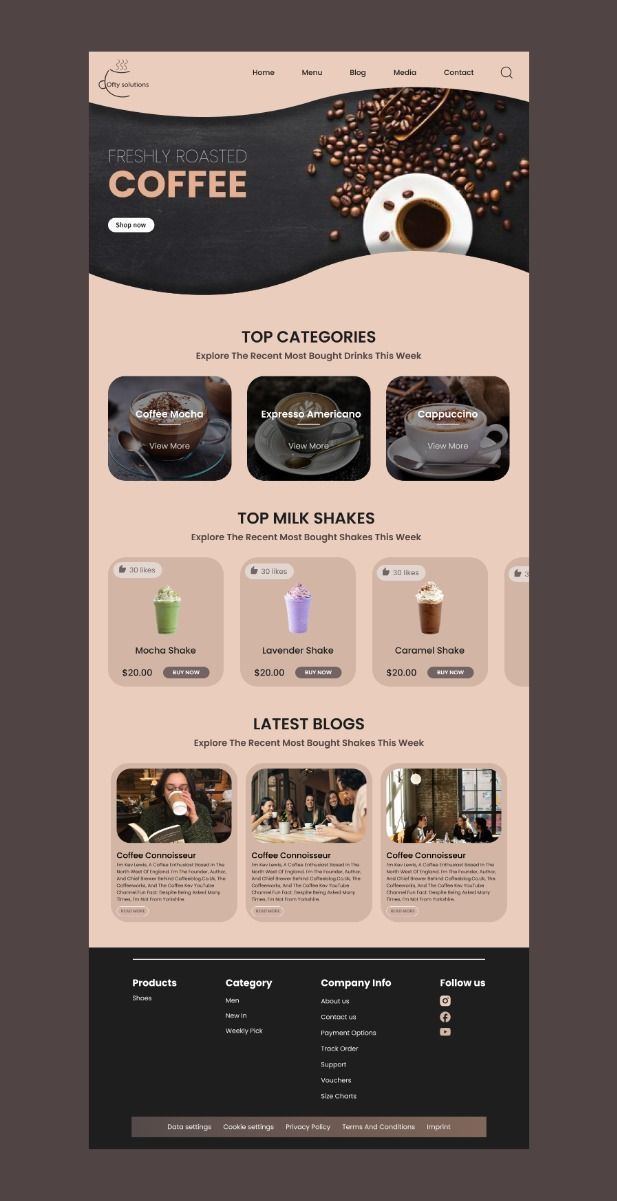 Offy solutions
Home Menu Blog Media Contact
FRESHLY ROASTED
COFFEE
Shop now
TOP CATEGORIES
Explore The Recent Most Bought Drinks This Week
Coffee Mocha
View More
Expresso Americano
View More
Cappuccino
View More
TOP MILK SHAKES
Explore The Recent Most Bought Shakes This Week
30 likes
Mocha Shake
$20.00 BUY NOW
30 likes
Lavender Shake
$20.00 BUY NOW
30 likes
Caramel Shake
$20.00 BUY NOW
3
LATEST BLOGS
Explore The Recent Most Bought Shakes This Week
Coffee Connoisseur
I'm Kev Lewis, A Coffee Enthusiast Based In The
North West Of England. I'm The Founder, Author,
And Chief Brewer Behind Coffeeblog.Co.Uk, The
Coffeeworks, And The Coffee Kev YouTube
Channel.Fun Fact: Despite Being Asked Many
Times, I'm Not From Yorkshire.
READ MORE
Coffee Connoisseur
I'm Kev Lewis, A Coffee Enthusiast Based In The
North West Of England. I'm The Founder, Author,
And Chief Brewer Behind Coffeeblog.Co.Uk, The
Coffeeworks, And The Coffee Kev YouTube
Channel.Fun Fact: Despite Being Asked Many
Times, I'm Not From Yorkshire.
READ MORE
Coffee Connoisseur
I'm Kev Lewis, A Coffee Enthusiast Based In The
North West Of England. I'm The Founder, Author,
And Chief Brewer Behind Coffeeblog.Co.Uk, The
Coffeeworks, And The Coffee Kev YouTube
Channel.Fun Fact: Despite Being Asked Many
Times, I'm Not From Yorkshire.
READ MORE
Products
Shoes
Category
Men
New In
Weekly Pick
Company Info
About us
Contact us
Payment Options
Track Order
Support
Vouchers
Size Charts
Follow us
Data settings Cookie settings Privacy Policy Terms And Conditions Imprint